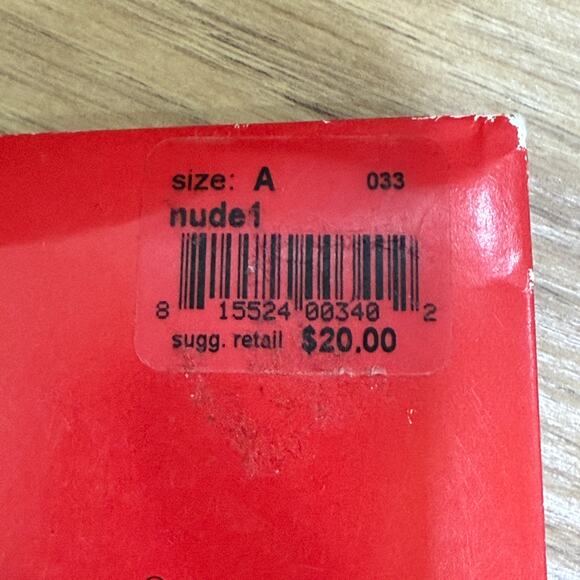 size: A 033
nude1
8 15524 00340 2
sugg. retail $20.00